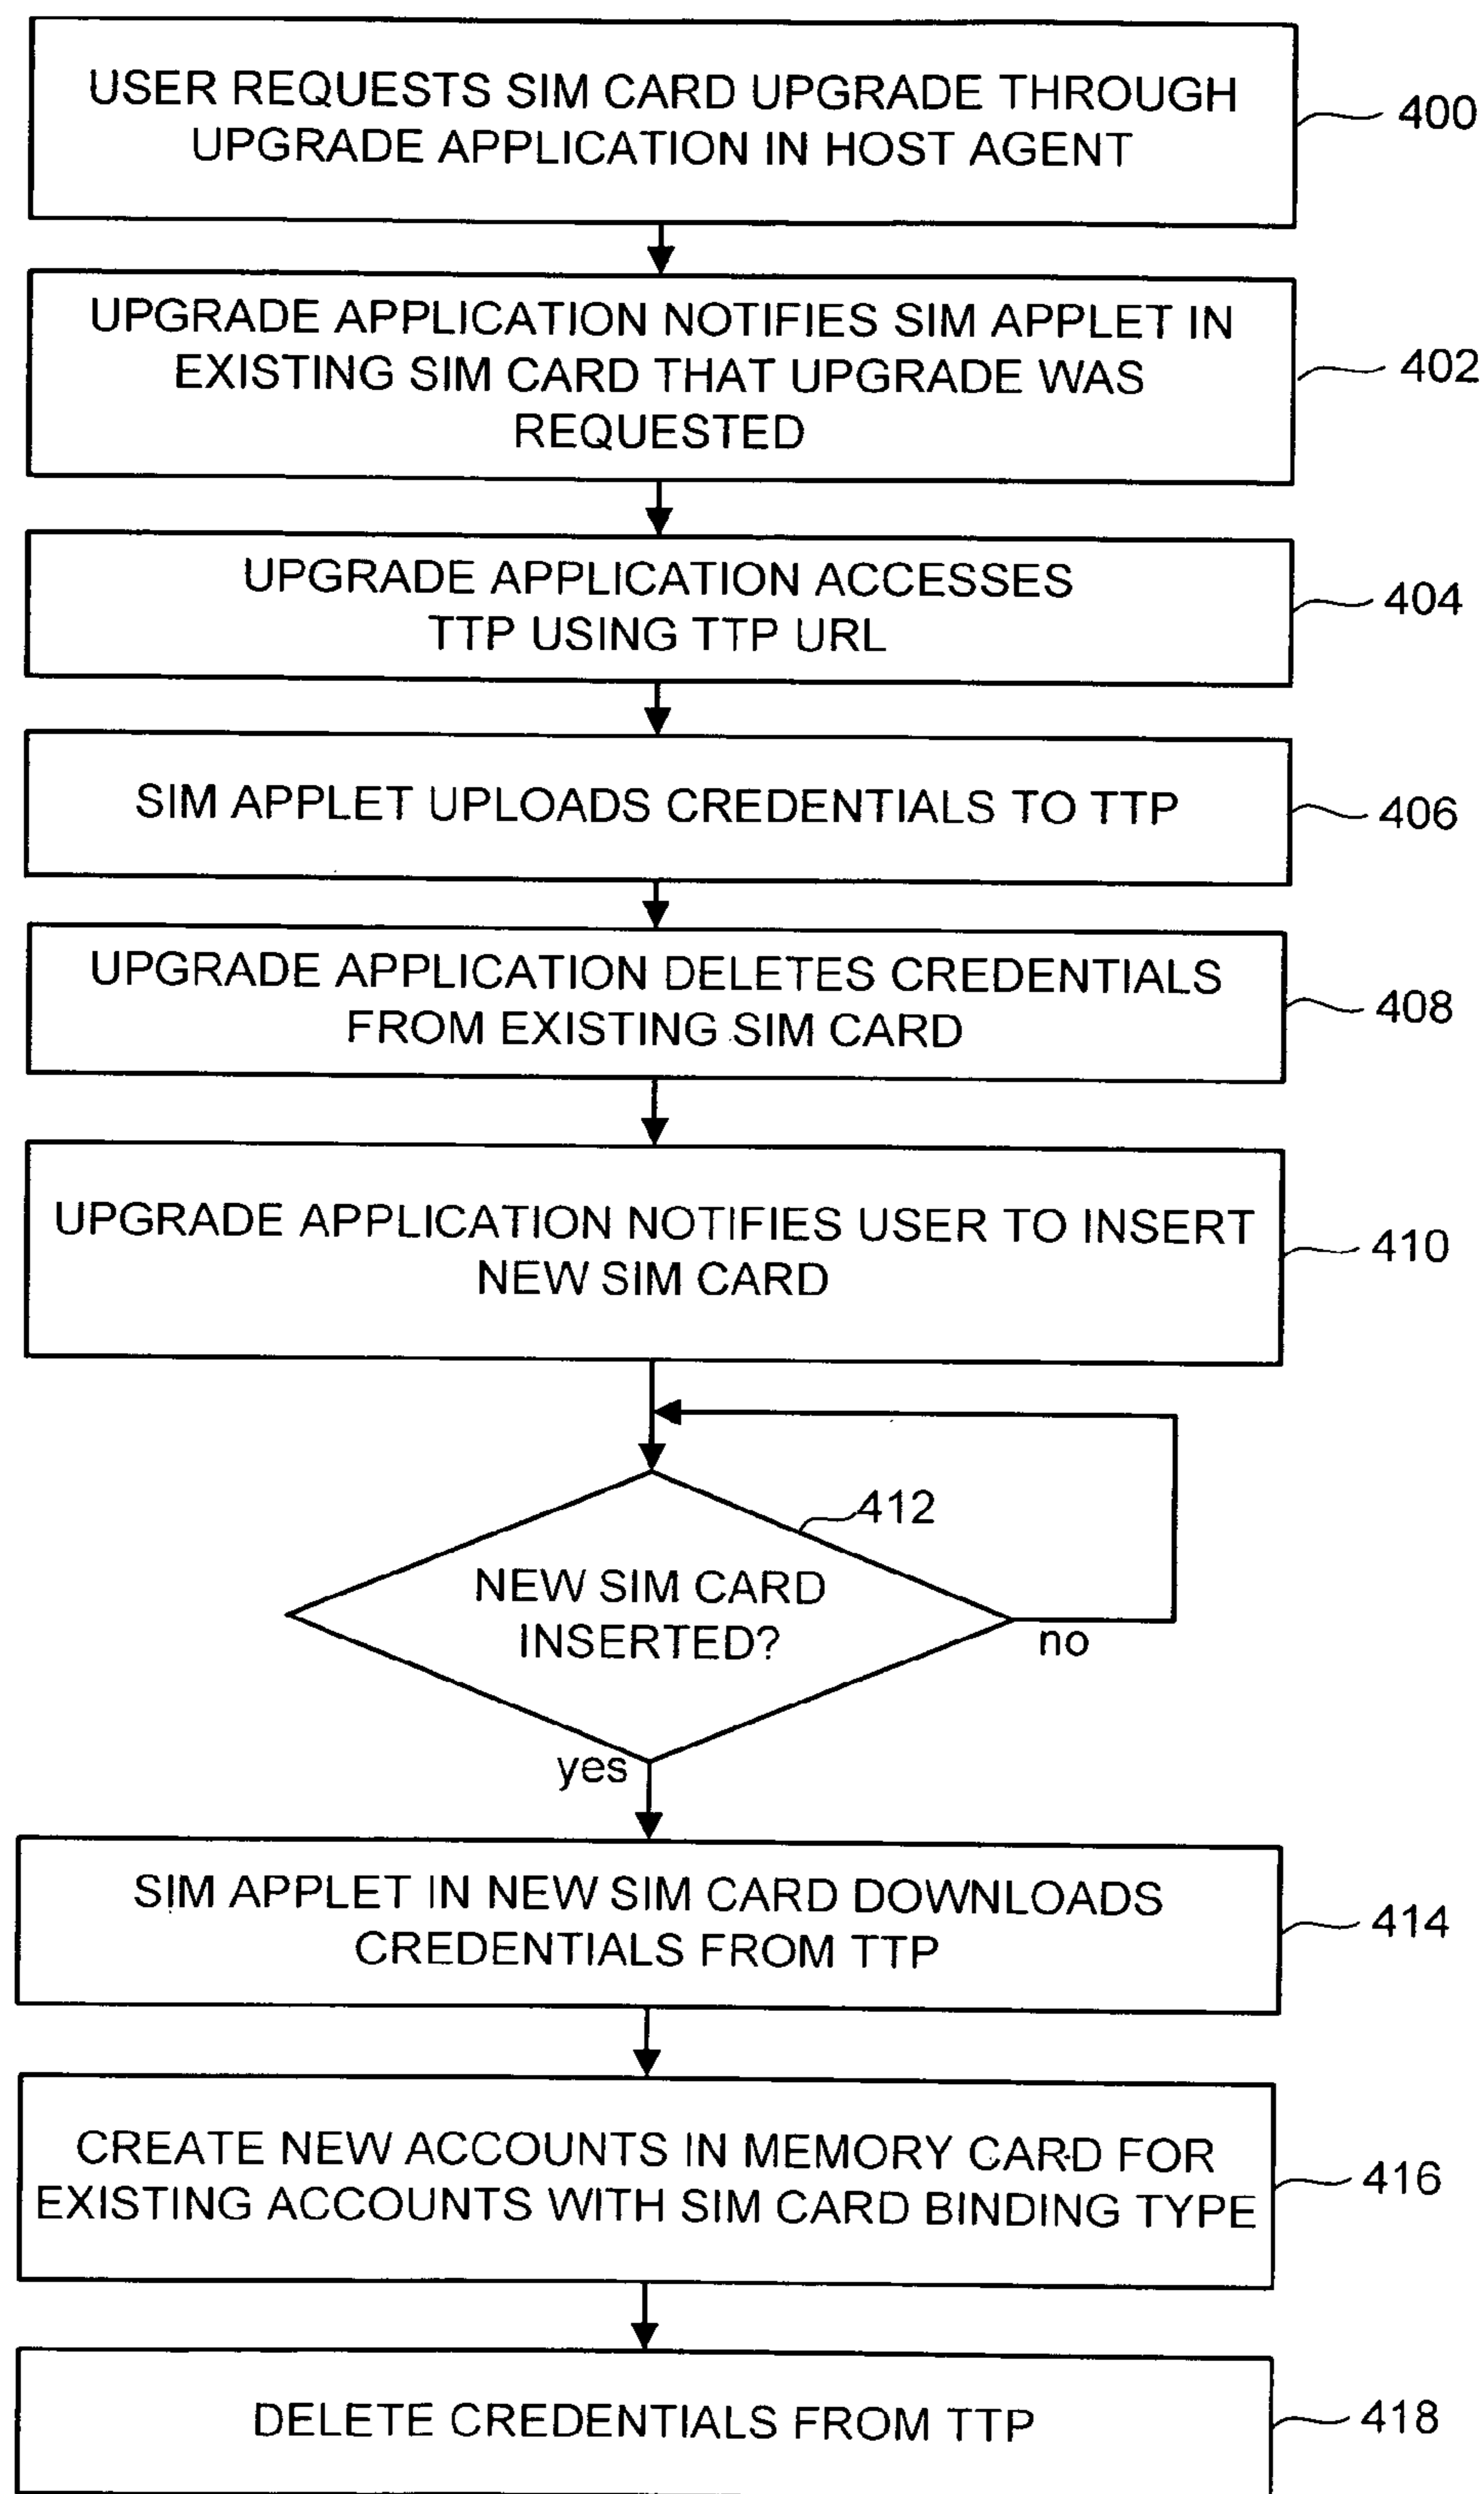 USER REQUESTS SIM CARD UPGRADE THROUGH
UPGRADE APPLICATION IN HOST AGENT
400
UPGRADE APPLICATION NOTIFIES SIM APPLET IN
EXISTING SIM CARD THAT UPGRADE WAS
REQUESTED
402
UPGRADE APPLICATION ACCESSES
TTP USING TTP URL
404
SIM APPLET UPLOADS CREDENTIALS TO TTP
406
UPGRADE APPLICATION DELETES CREDENTIALS
FROM EXISTING SIM CARD
408
UPGRADE APPLICATION NOTIFIES USER TO INSERT
NEW SIM CARD
410
412
NEW SIM CARD
INSERTED?
no
yes
SIM APPLET IN NEW SIM CARD DOWNLOADS
CREDENTIALS FROM TTP
414
CREATE NEW ACCOUNTS IN MEMORY CARD FOR
EXISTING ACCOUNTS WITH SIM CARD BINDING TYPE
416
DELETE CREDENTIALS FROM TTP
418